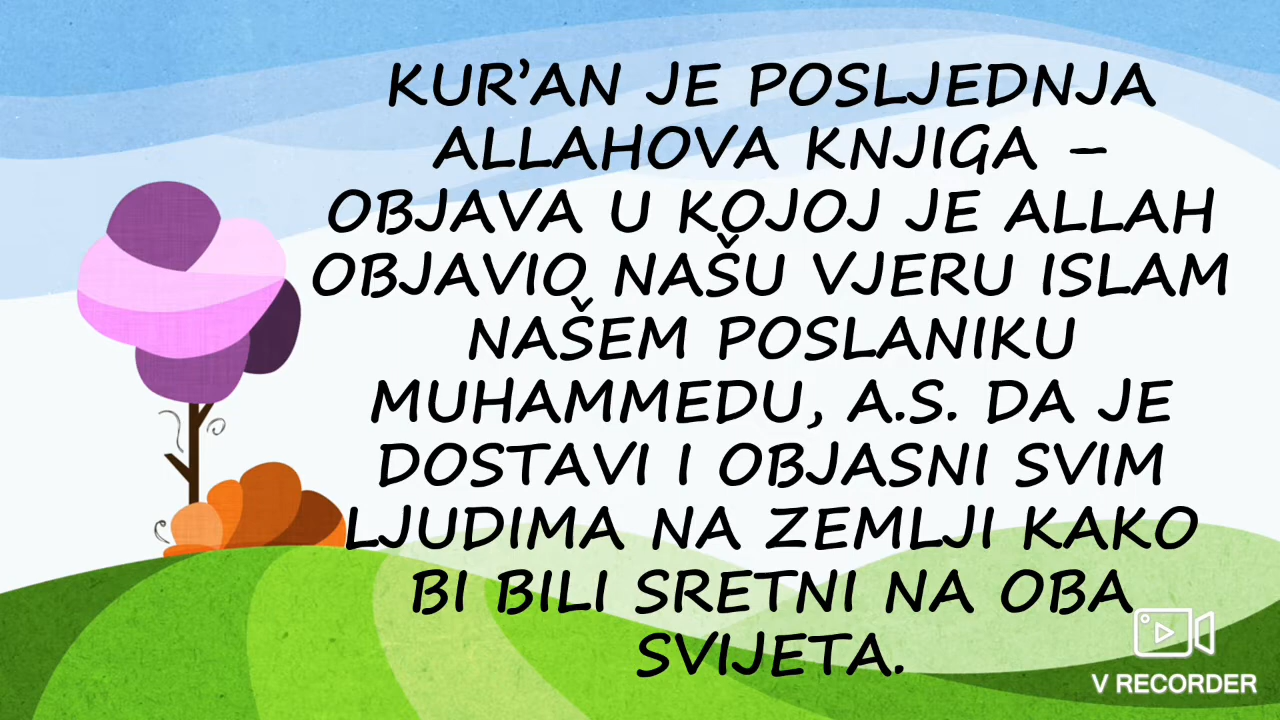 KUR’AN JE POSLJEDNJA
ALLAHOVA KNJIGA –
OBJAVA U KOJOJ JE ALLAH
OBJAVIO NAŠU VJERU ISLAM
NAŠEM POSLANIKU
MUHAMMEDU, A.S. DA JE
DOSTAVI I OBJASNI SVIM
LJUDIMA NA ZEMLJI KAKO
BI BILI SRETNI NA OBA
SVIJETA.
V RECORDER